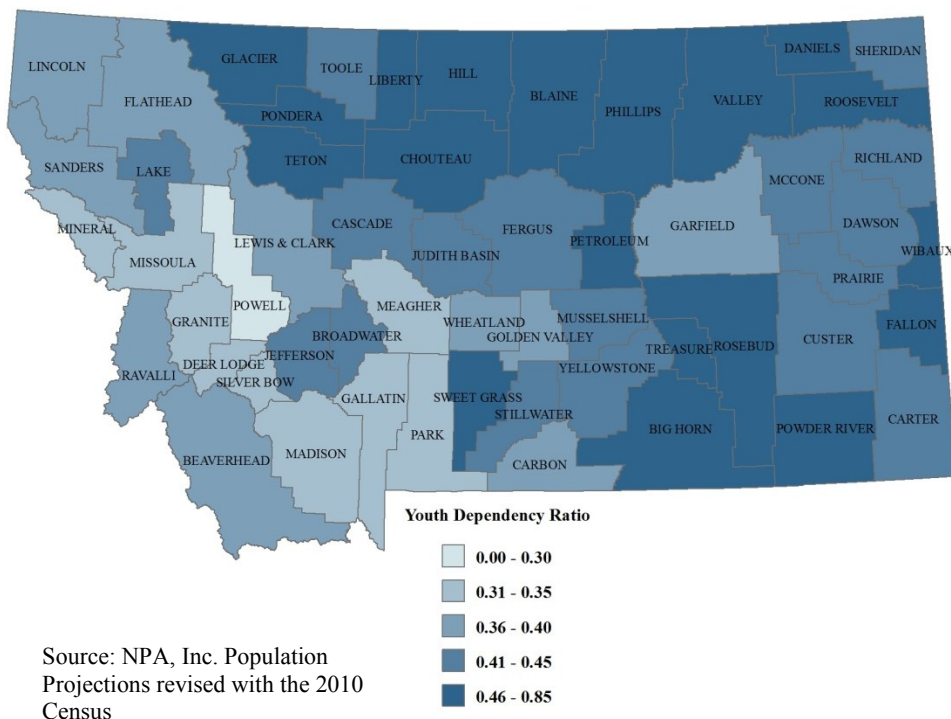 DANIELS
SHERIDAN
GLACIER
TOOLE
LIBERTY
HILL
BLAINE
PHILLIPS
VALLEY
ROOSEVELT
LINCOLN
FLATHEAD
PONDERA
TETON
CHOUTEAU
RICHLAND
SANDERS
LAKE
MCCONE
MINERAL
MISSOULA
LEWIS & CLARK
CASCADE
JUDITH BASIN
FERGUS
PETROLEUM
GARFIELD
DAWSON
WIBAUX
PRAIRIE
POWELL
GRANITE
MEAGHER
WHEATLAND
GOLDEN VALLEY
MUSSELSHELL
TREASURE
ROSEBUD
CUSTER
FALLON
BROADWATER
JEFFERSON
DEER LODGE
SILVER BOW
RAVALLI
GALLATIN
SWEET GRASS
STILLWATER
YELLOWSTONE
BIG HORN
POWDER RIVER
CARTER
BEAVERHEAD
MADISON
PARK
CARBON
Youth Dependency Ratio
0.00 - 0.30
0.31 - 0.35
0.36 - 0.40
0.41 - 0.45
0.46 - 0.85
Source: NPA, Inc. Population
Projections revised with the 2010
Census